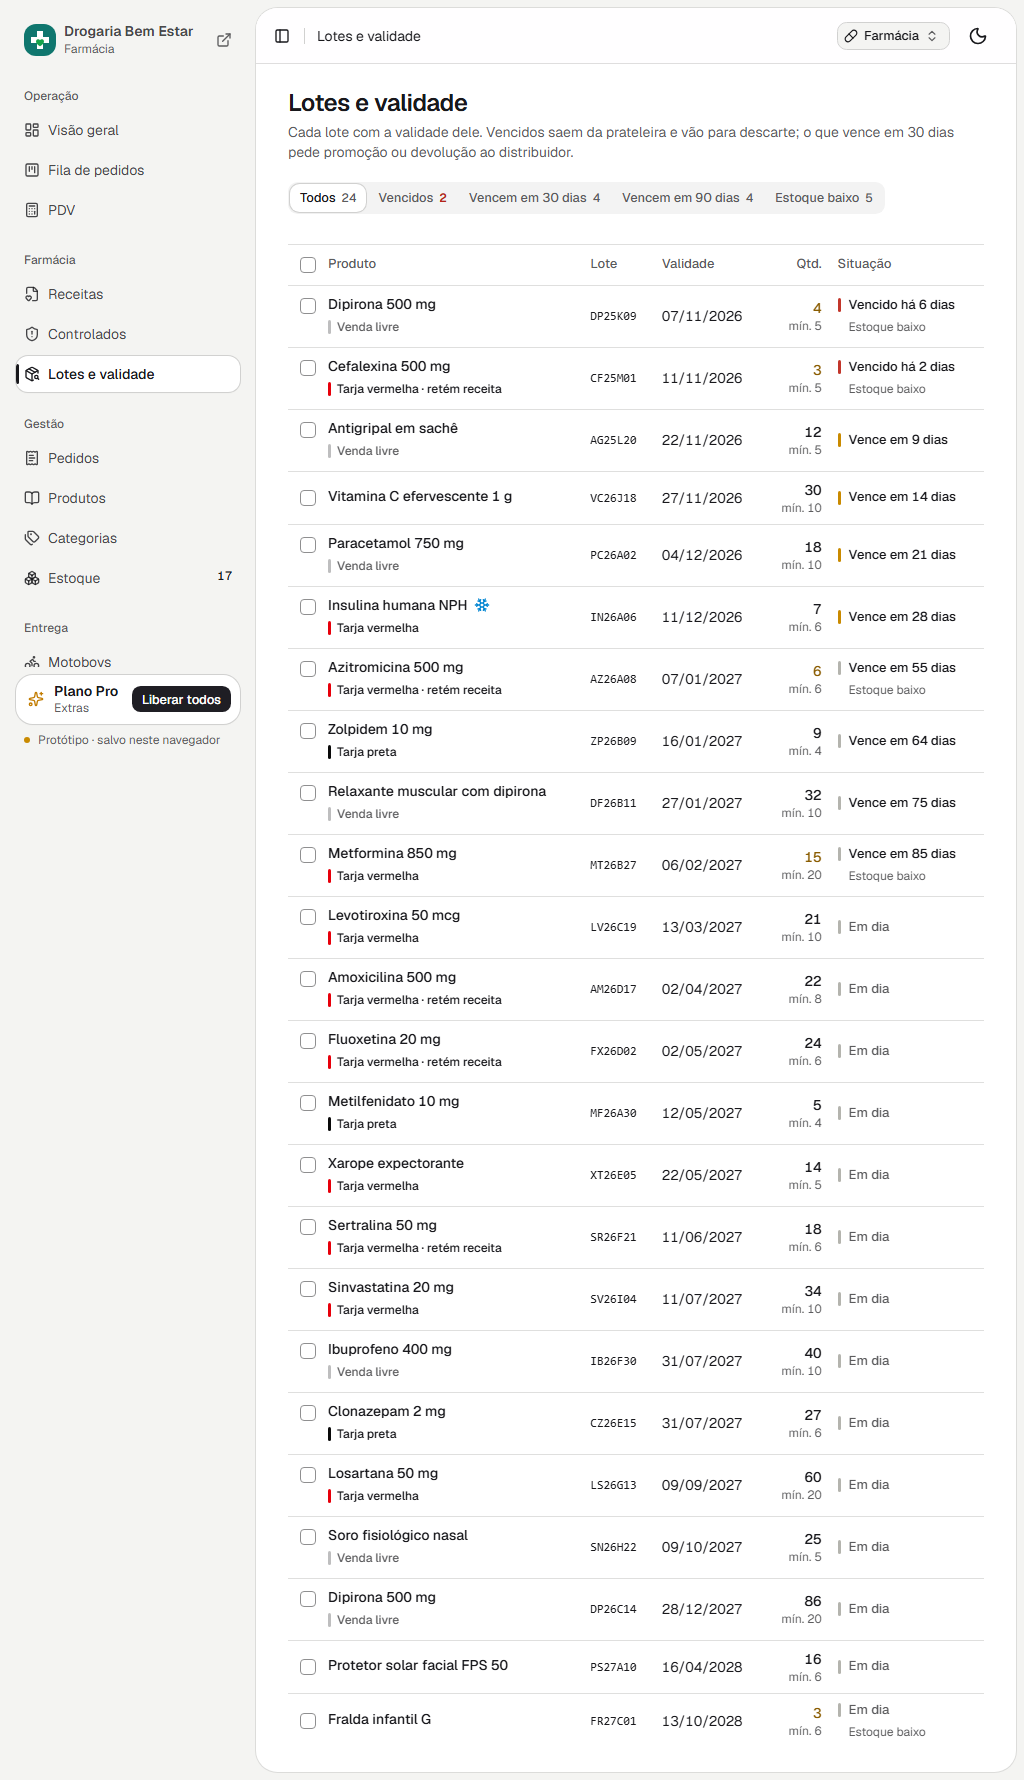 Drogaria Bem Estar
Farmácia
Operação
Visão geral
Fila de pedidos
PDV
Farmácia
Receitas
Controlados
Lotes e validade
Gestão
Pedidos
Produtos
Categorias
Estoque 17
Entrega
Motoboys
Plano Pro
Extras
Liberar todos
Protótipo · salvo neste navegador
Lotes e validade
Farmácia
Lotes e validade
Cada lote com a validade dele. Vencidos saem da prateleira e vão para descarte; o que vence em 30 dias
pede promoção ou devolução ao distribuidor.
Todos 24 Vencidos 2 Vencem em 30 dias 4 Vencem em 90 dias 4 Estoque baixo 5
Produto Lote Validade Qtd. Situação
Dipirona 500 mg
Venda livre
DP25K09 07/11/2026
4
mín. 5
Vencido há 6 dias
Estoque baixo
Cefalexina 500 mg
Tarja vermelha · retém receita
CF25M01 11/11/2026
3
mín. 5
Vencido há 2 dias
Estoque baixo
Antigripal em sachê
Venda livre
AG25L20 22/11/2026
12
mín. 5
Vence em 9 dias
Vitamina C efervescente 1 g
VC26J18 27/11/2026
30
mín. 10
Vence em 14 dias
Paracetamol 750 mg
Venda livre
PC26A02 04/12/2026
18
mín. 10
Vence em 21 dias
Insulina humana NPH
Tarja vermelha
IN26A06 11/12/2026
7
mín. 6
Vence em 28 dias
Azitromicina 500 mg
Tarja vermelha · retém receita
AZ26A08 07/01/2027
6
mín. 6
Vence em 55 dias
Estoque baixo
Zolpidem 10 mg
Tarja preta
ZP26B09 16/01/2027
9
mín. 4
Vence em 64 dias
Relaxante muscular com dipirona
Venda livre
DF26B11 27/01/2027
32
mín. 10
Vence em 75 dias
Metformina 850 mg
Tarja vermelha
MT26B27 06/02/2027
15
mín. 20
Vence em 85 dias
Estoque baixo
Levotiroxina 50 mcg
Tarja vermelha
LV26C19 13/03/2027
21
mín. 10
Em dia
Amoxicilina 500 mg
Tarja vermelha · retém receita
AM26D17 02/04/2027
22
mín. 8
Em dia
Fluoxetina 20 mg
Tarja vermelha · retém receita
FX26D02 02/05/2027
24
mín. 6
Em dia
Metilfenidato 10 mg
Tarja preta
MF26A30 12/05/2027
5
mín. 4
Em dia
Xarope expectorante
Tarja vermelha
XT26E05 22/05/2027
14
mín. 5
Em dia
Sertralina 50 mg
Tarja vermelha · retém receita
SR26F21 11/06/2027
18
mín. 6
Em dia
Sinvastatina 20 mg
Tarja vermelha
SV26I04 11/07/2027
34
mín. 10
Em dia
Ibuprofeno 400 mg
Venda livre
IB26F30 31/07/2027
40
mín. 10
Em dia
Clonazepam 2 mg
Tarja preta
CZ26E15 31/07/2027
27
mín. 6
Em dia
Losartana 50 mg
Tarja vermelha
LS26G13 09/09/2027
60
mín. 20
Em dia
Soro fisiológico nasal
Venda livre
SN26H22 09/10/2027
25
mín. 5
Em dia
Dipirona 500 mg
Venda livre
DP26C14 28/12/2027
86
mín. 20
Em dia
Protetor solar facial FPS 50
PS27A10 16/04/2028
16
mín. 6
Em dia
Fralda infantil G
FR27C01 13/10/2028
3
mín. 6
Em dia
Estoque baixo